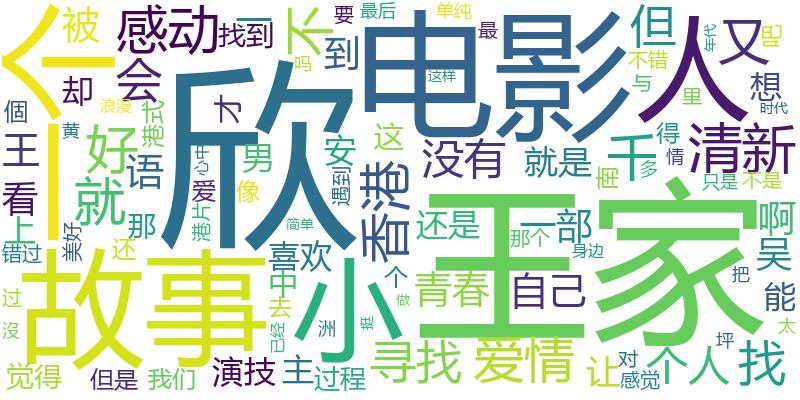 被
感动
一
找到
不
要
最后
到
单纯
电影
最
人
但
不错
与
又
吧
年代
想
时代
里
个
却
会
個
浪漫
才
港式
欣
吗
这样
王
好
黄
语
男
心中
安
这
没有
就是
千
得
多
情
清新
看
就
上
那
爱
像
港片
遇到
香港
南
只是
不是
错过
美好
还
喜欢
简单
还是
那个
一部
身边
啊
吴
过
沒
故事
中
去
已经
小
洲
个
挺
做
青春
王家
自己
把
能
太
觉得
但是
我们
演技
主
过程
寻找
爱情
让
对
感觉
个人
坪
找